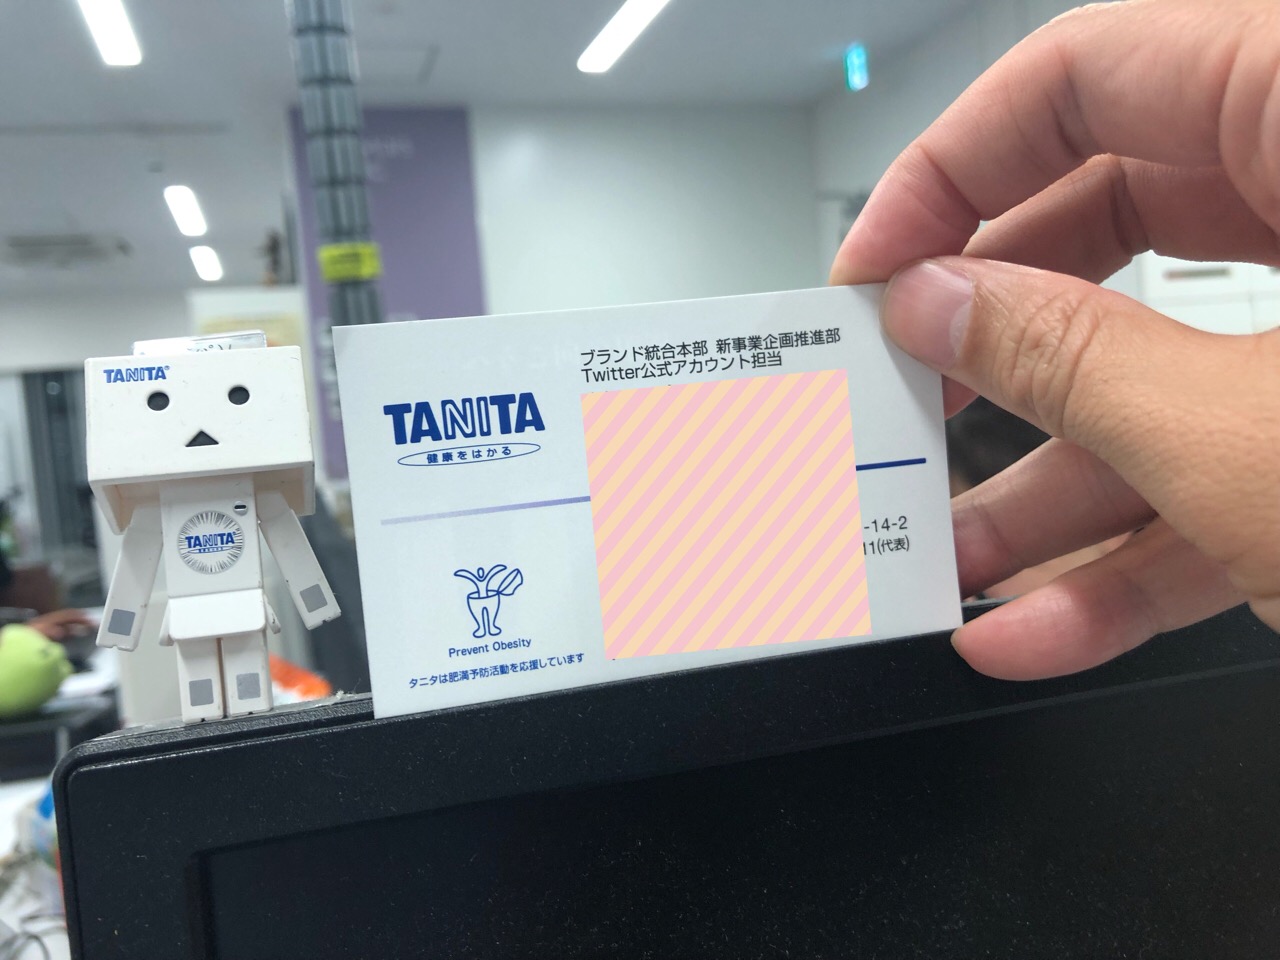 TANITA
TANITA
ブランド統合本部 新事業企画推進部
Twitter公式アカウント担当
TANITA
健康をはかる
-14-2
11(代表)
Prevent Obesity
タニタは肥満予防活動を応援しています